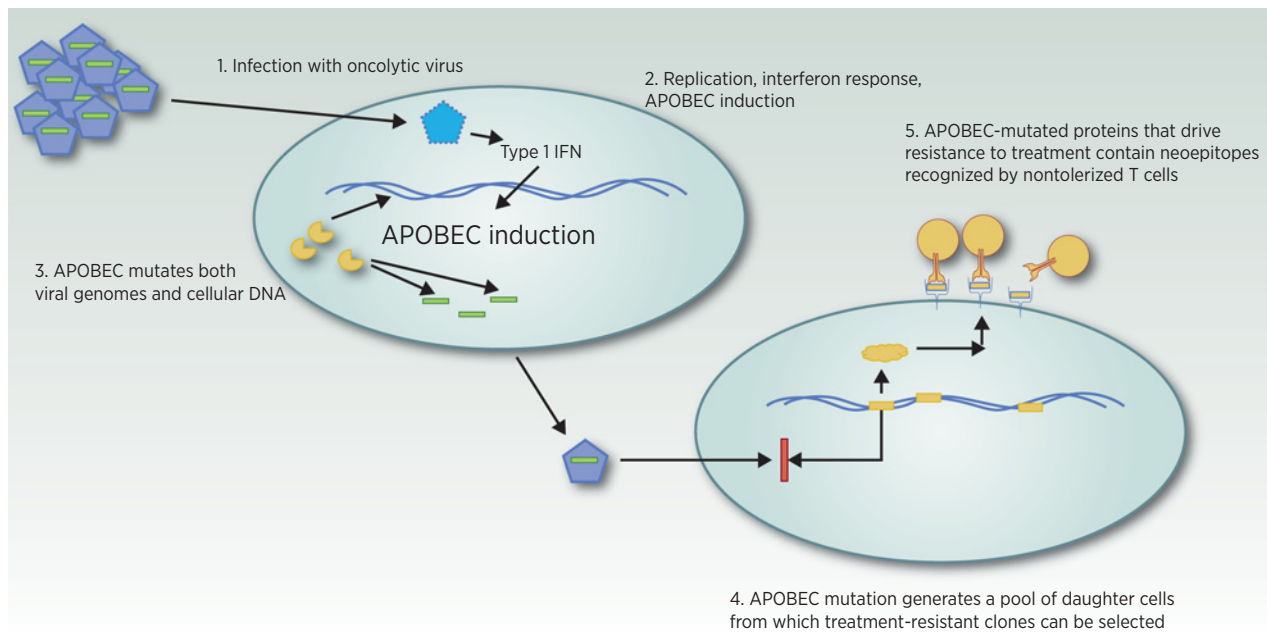 1. Infection with oncolytic virus
2. Replication, interferon response,
APOBEC induction
5. APOBEC-mutated proteins that drive
resistance to treatment contain neoepitopes
recognized by nontolerized T cells
Type 1 IFN
APOBEC induction
3. APOBEC mutates both
viral genomes and cellular DNA
4. APOBEC mutation generates a pool of daughter cells
from which treatment-resistant clones can be selected